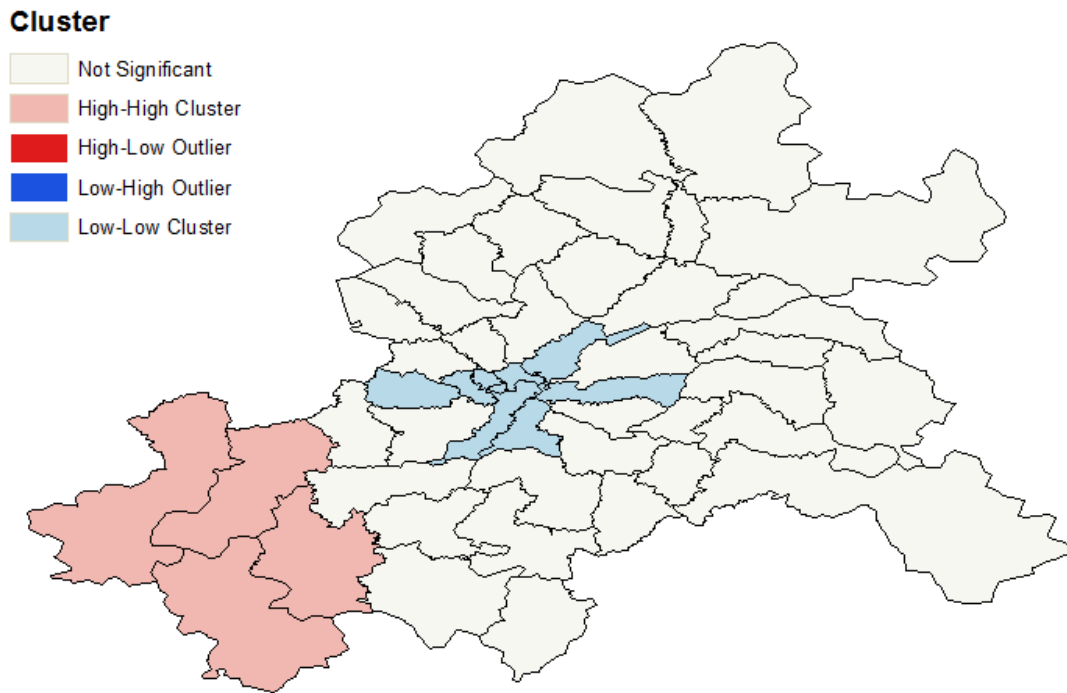 Cluster
Not Significant
High-High Cluster
High-Low Outlier
Low-High Outlier
Low-Low Cluster